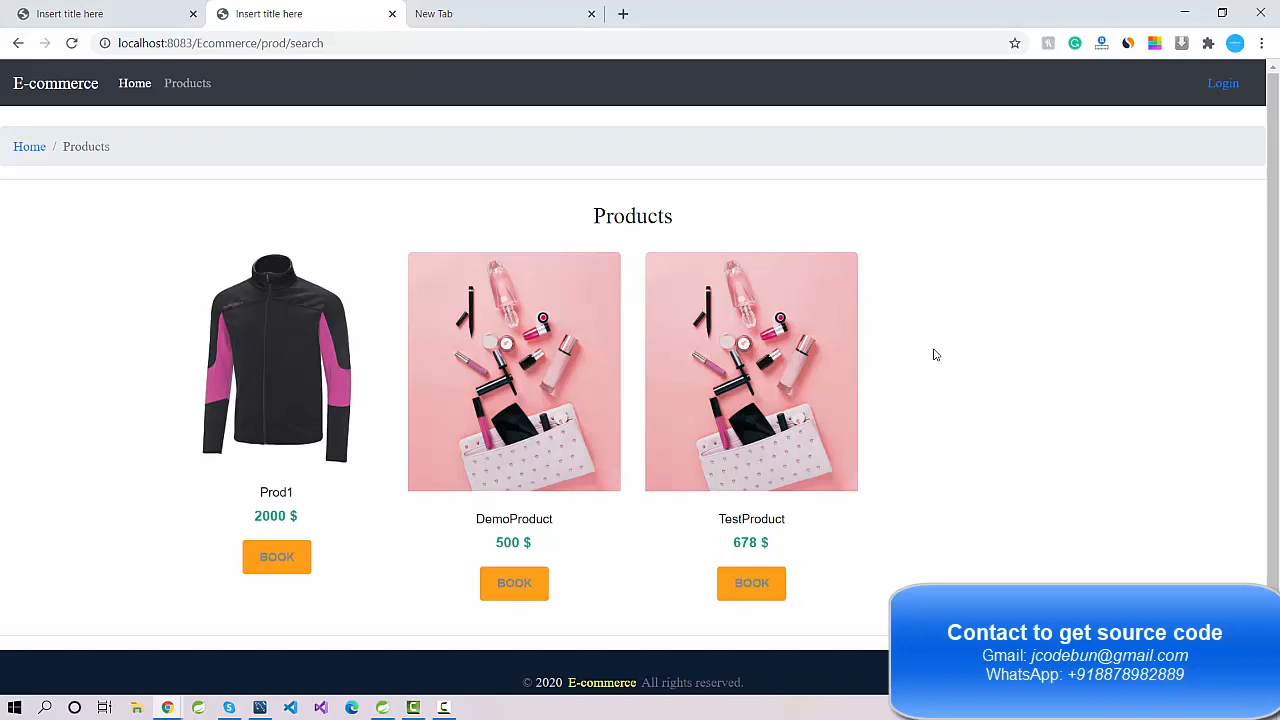 Insert title here
Insert title here
New Tab
localhost:8083/Ecommerce/prod/search
E-commerce Home Products Login
Home / Products
Products
Prod1
2000 $
BOOK
DemoProduct
500 $
BOOK
TestProduct
678 $
BOOK
Contact to get source code
Gmail: jcodebun@gmail.com
WhatsApp: +918878982889
© 2020 E-commerce All rights reserved.